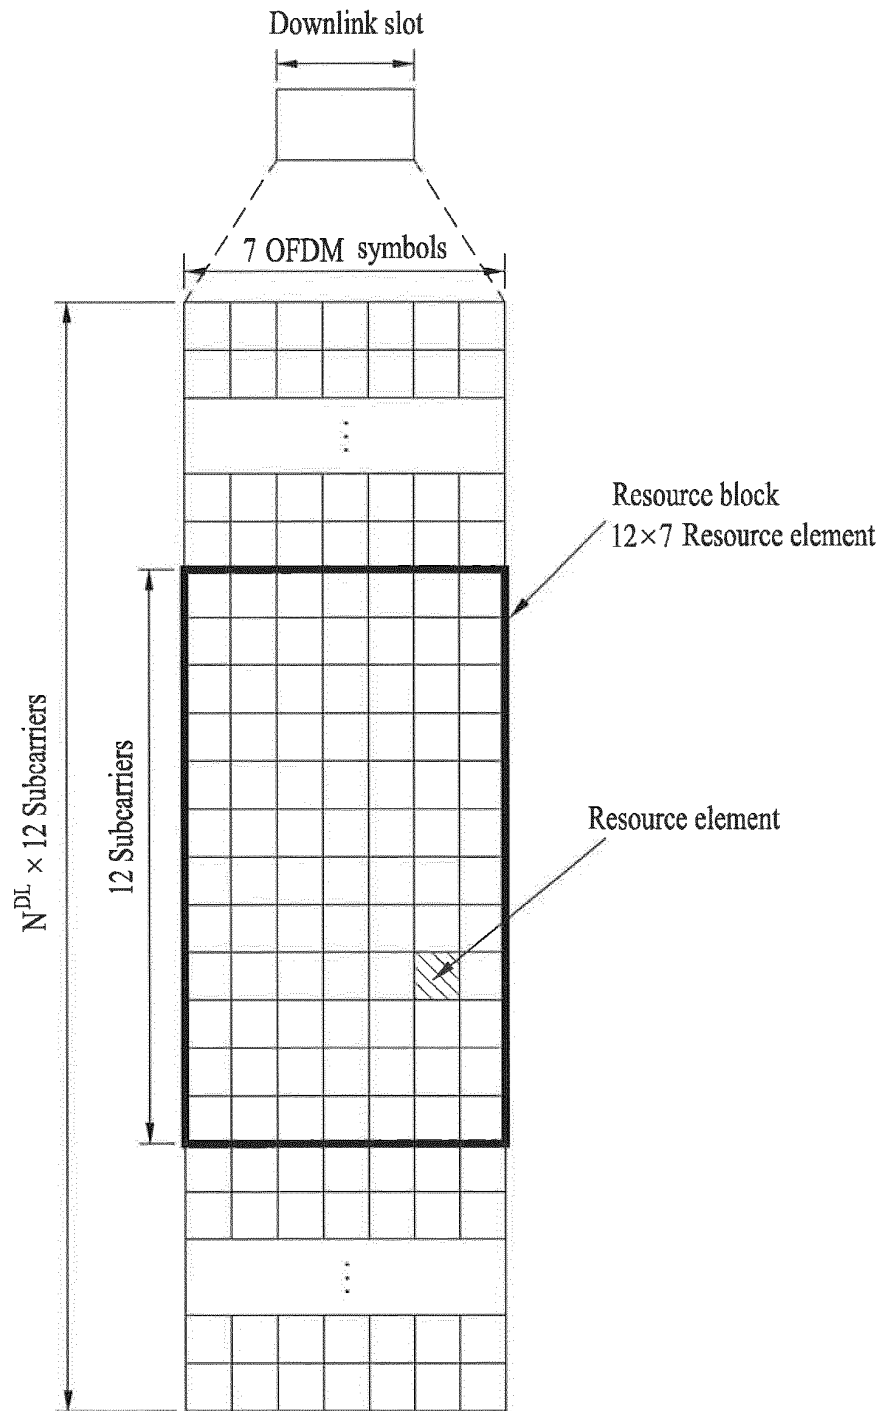 Downlink slot
7 OFDM symbols
Resource block
12×7 Resource element
N^DL × 12 Subcarriers
12 Subcarriers
Resource element